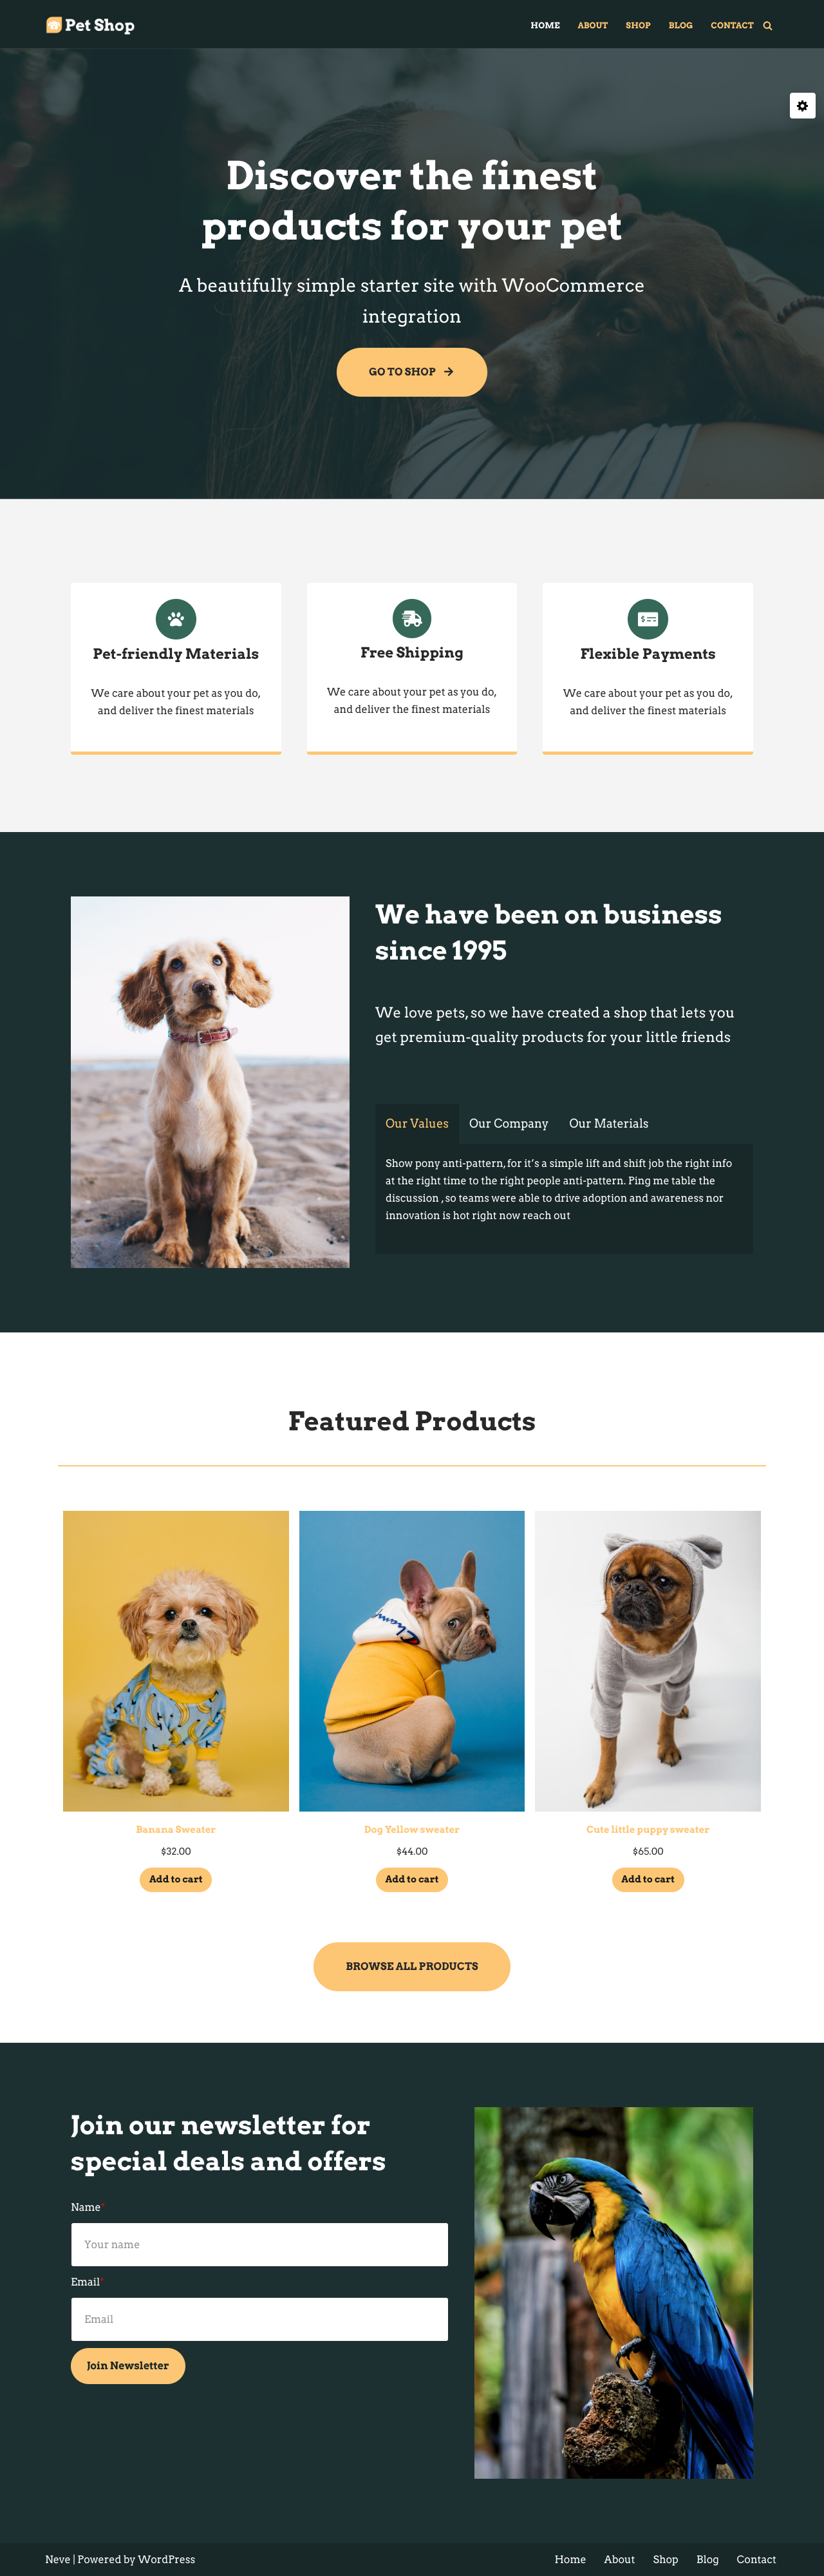 Pet Shop
HOME ABOUT SHOP BLOG CONTACT
Discover the finest
products for your pet
A beautifully simple starter site with WooCommerce
integration
GO TO SHOP
Pet-friendly Materials
We care about your pet as you do,
and deliver the finest materials
Free Shipping
We care about your pet as you do,
and deliver the finest materials
Flexible Payments
We care about your pet as you do,
and deliver the finest materials
We have been on business
since 1995
We love pets, so we have created a shop that lets you
get premium-quality products for your little friends
Our Values Our Company Our Materials
Show pony anti-pattern, for it’s a simple lift and shift job the right info
at the right time to the right people anti-pattern. Ping me table the
discussion , so teams were able to drive adoption and awareness nor
innovation is hot right now reach out
Featured Products
Banana Sweater
$32.00
Add to cart
Dog Yellow sweater
$44.00
Add to cart
Cute little puppy sweater
$65.00
Add to cart
BROWSE ALL PRODUCTS
Join our newsletter for
special deals and offers
Name*
Your name
Email*
Email
Join Newsletter
Neve | Powered by WordPress
Home About Shop Blog Contact